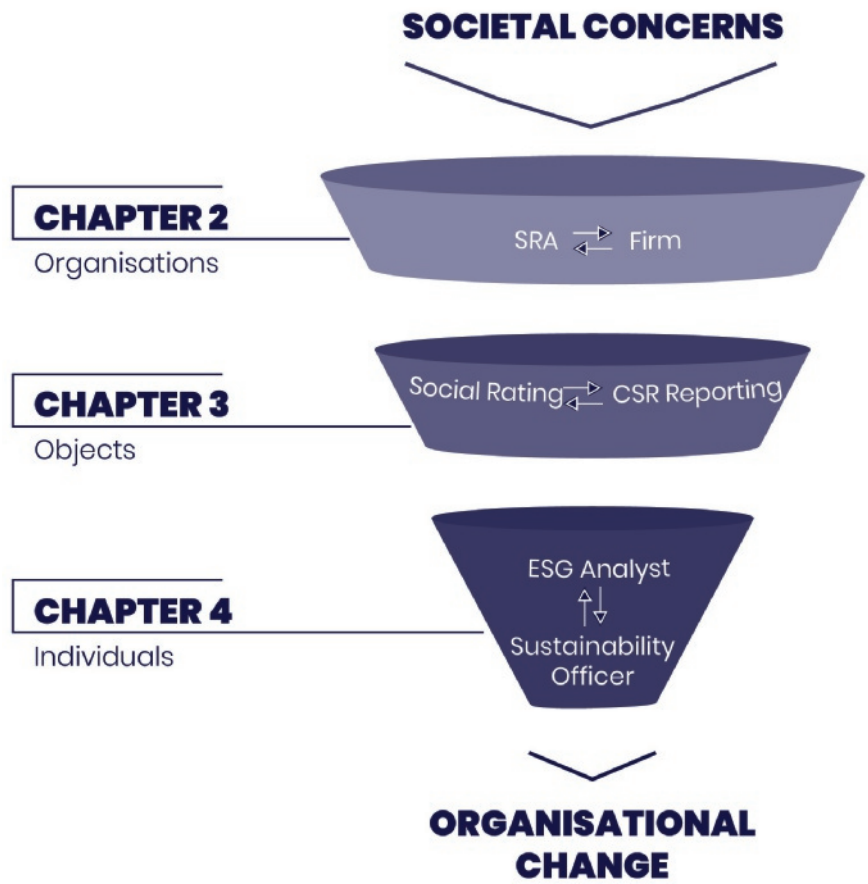 SOCIETAL CONCERNS
CHAPTER 2
Organisations
SRA Firm
CHAPTER 3
Objects
Social Rating CSR Reporting
CHAPTER 4
Individuals
ESG Analyst
Sustainability
Officer
ORGANISATIONAL
CHANGE